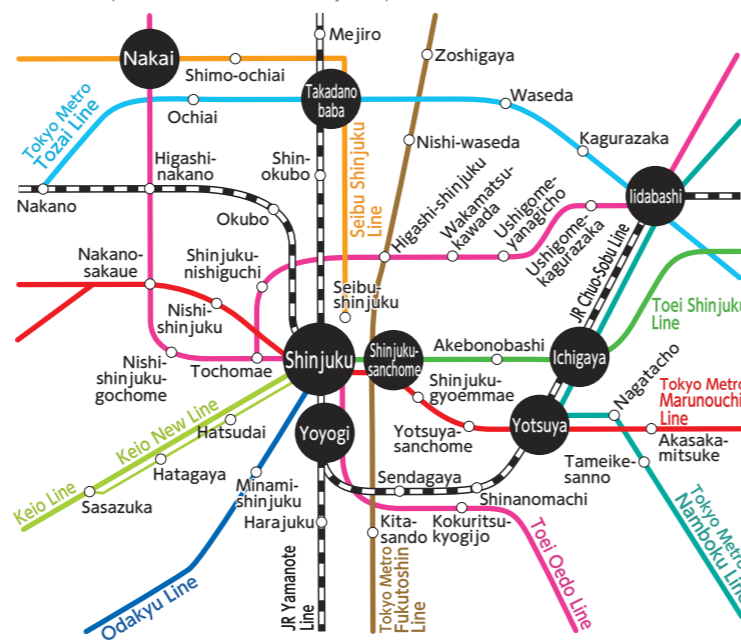 Mejiro
Nakai
Shimo-ochiai
Zoshigaya
Takadano
baba
Waseda
Ochiai
Tokyo Metro
Tozai Line
Nishi-waseda
Kagurazaka
Higashi-
nakano
Shin-
okubo
Seibu Shinjuku
Line
Higashi-shinjuku
Wakamatsu-
kawada
Ushigome-
yanagicho
Ushigome-
kagurazaka
Iidabashi
Nakano
Okubo
JR Chuo-Sobu Line
Nakano-
sakaue
Shinjuku-
nishiguchi
Seibu-
shinjuku
Nishi-
shinjuku
Toei Shinjuku
Line
Nishi-
shinjuku-
gochome
Tochomae
Shinjuku
Shinjuku-
sanchome
Akebonobashi
Ichigaya
Nagatacho
Tokyo Metro
Marunouchi
Line
Shinjuku-
gyoemmae
Keio New Line
Hatsudai
Yoyogi
Yotsuya-
sanchome
Yotsuya
Akasaka-
mitsuke
Hatagaya
Tameike-
sanno
Keio Line
Sasazuka
Minami-
shinjuku
Sendagaya
Shinanomachi
Harajuku
Kita-
sando
Kokuritsu-
kyogijo
Tokyo Metro
Namboku Line
Odakyu Line
JR Yamanote
Line
Tokyo Metro
Fukutoshin
Line
Toei Oedo Line